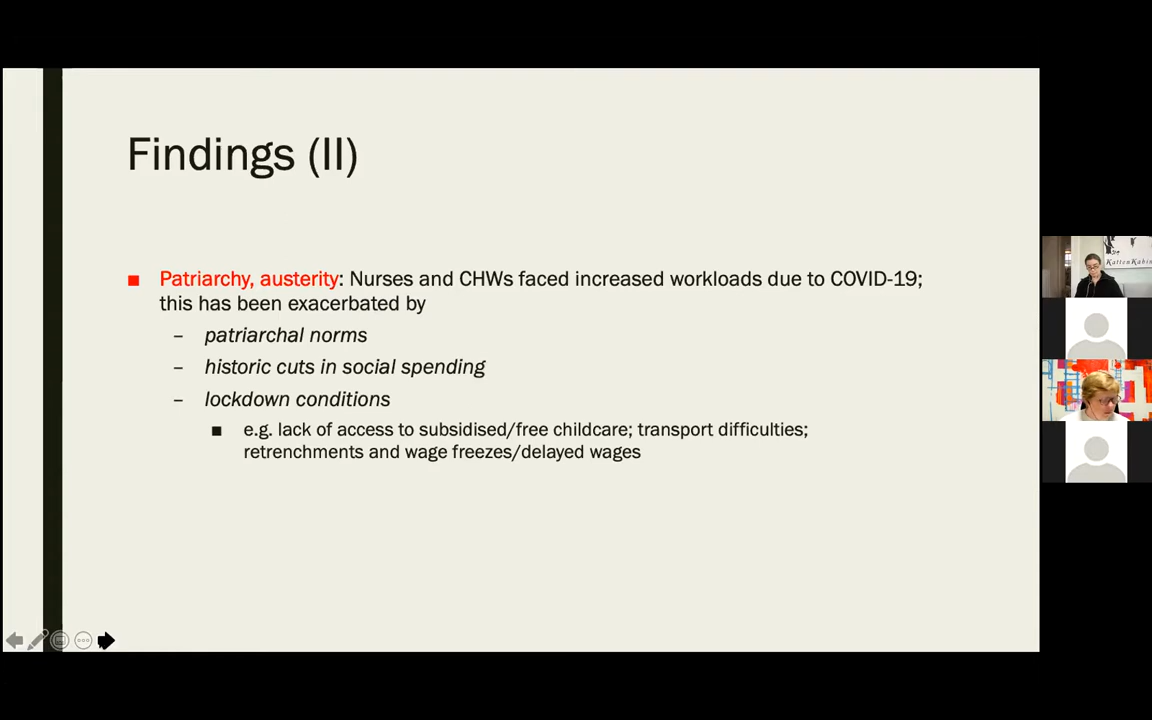 Findings (II)
■ Patriarchy, austerity: Nurses and CHWs faced increased workloads due to COVID-19;
this has been exacerbated by
– patriarchal norms
– historic cuts in social spending
– lockdown conditions
■ e.g. lack of access to subsidised/free childcare; transport difficulties;
retrenchments and wage freezes/delayed wages
KattenKabin